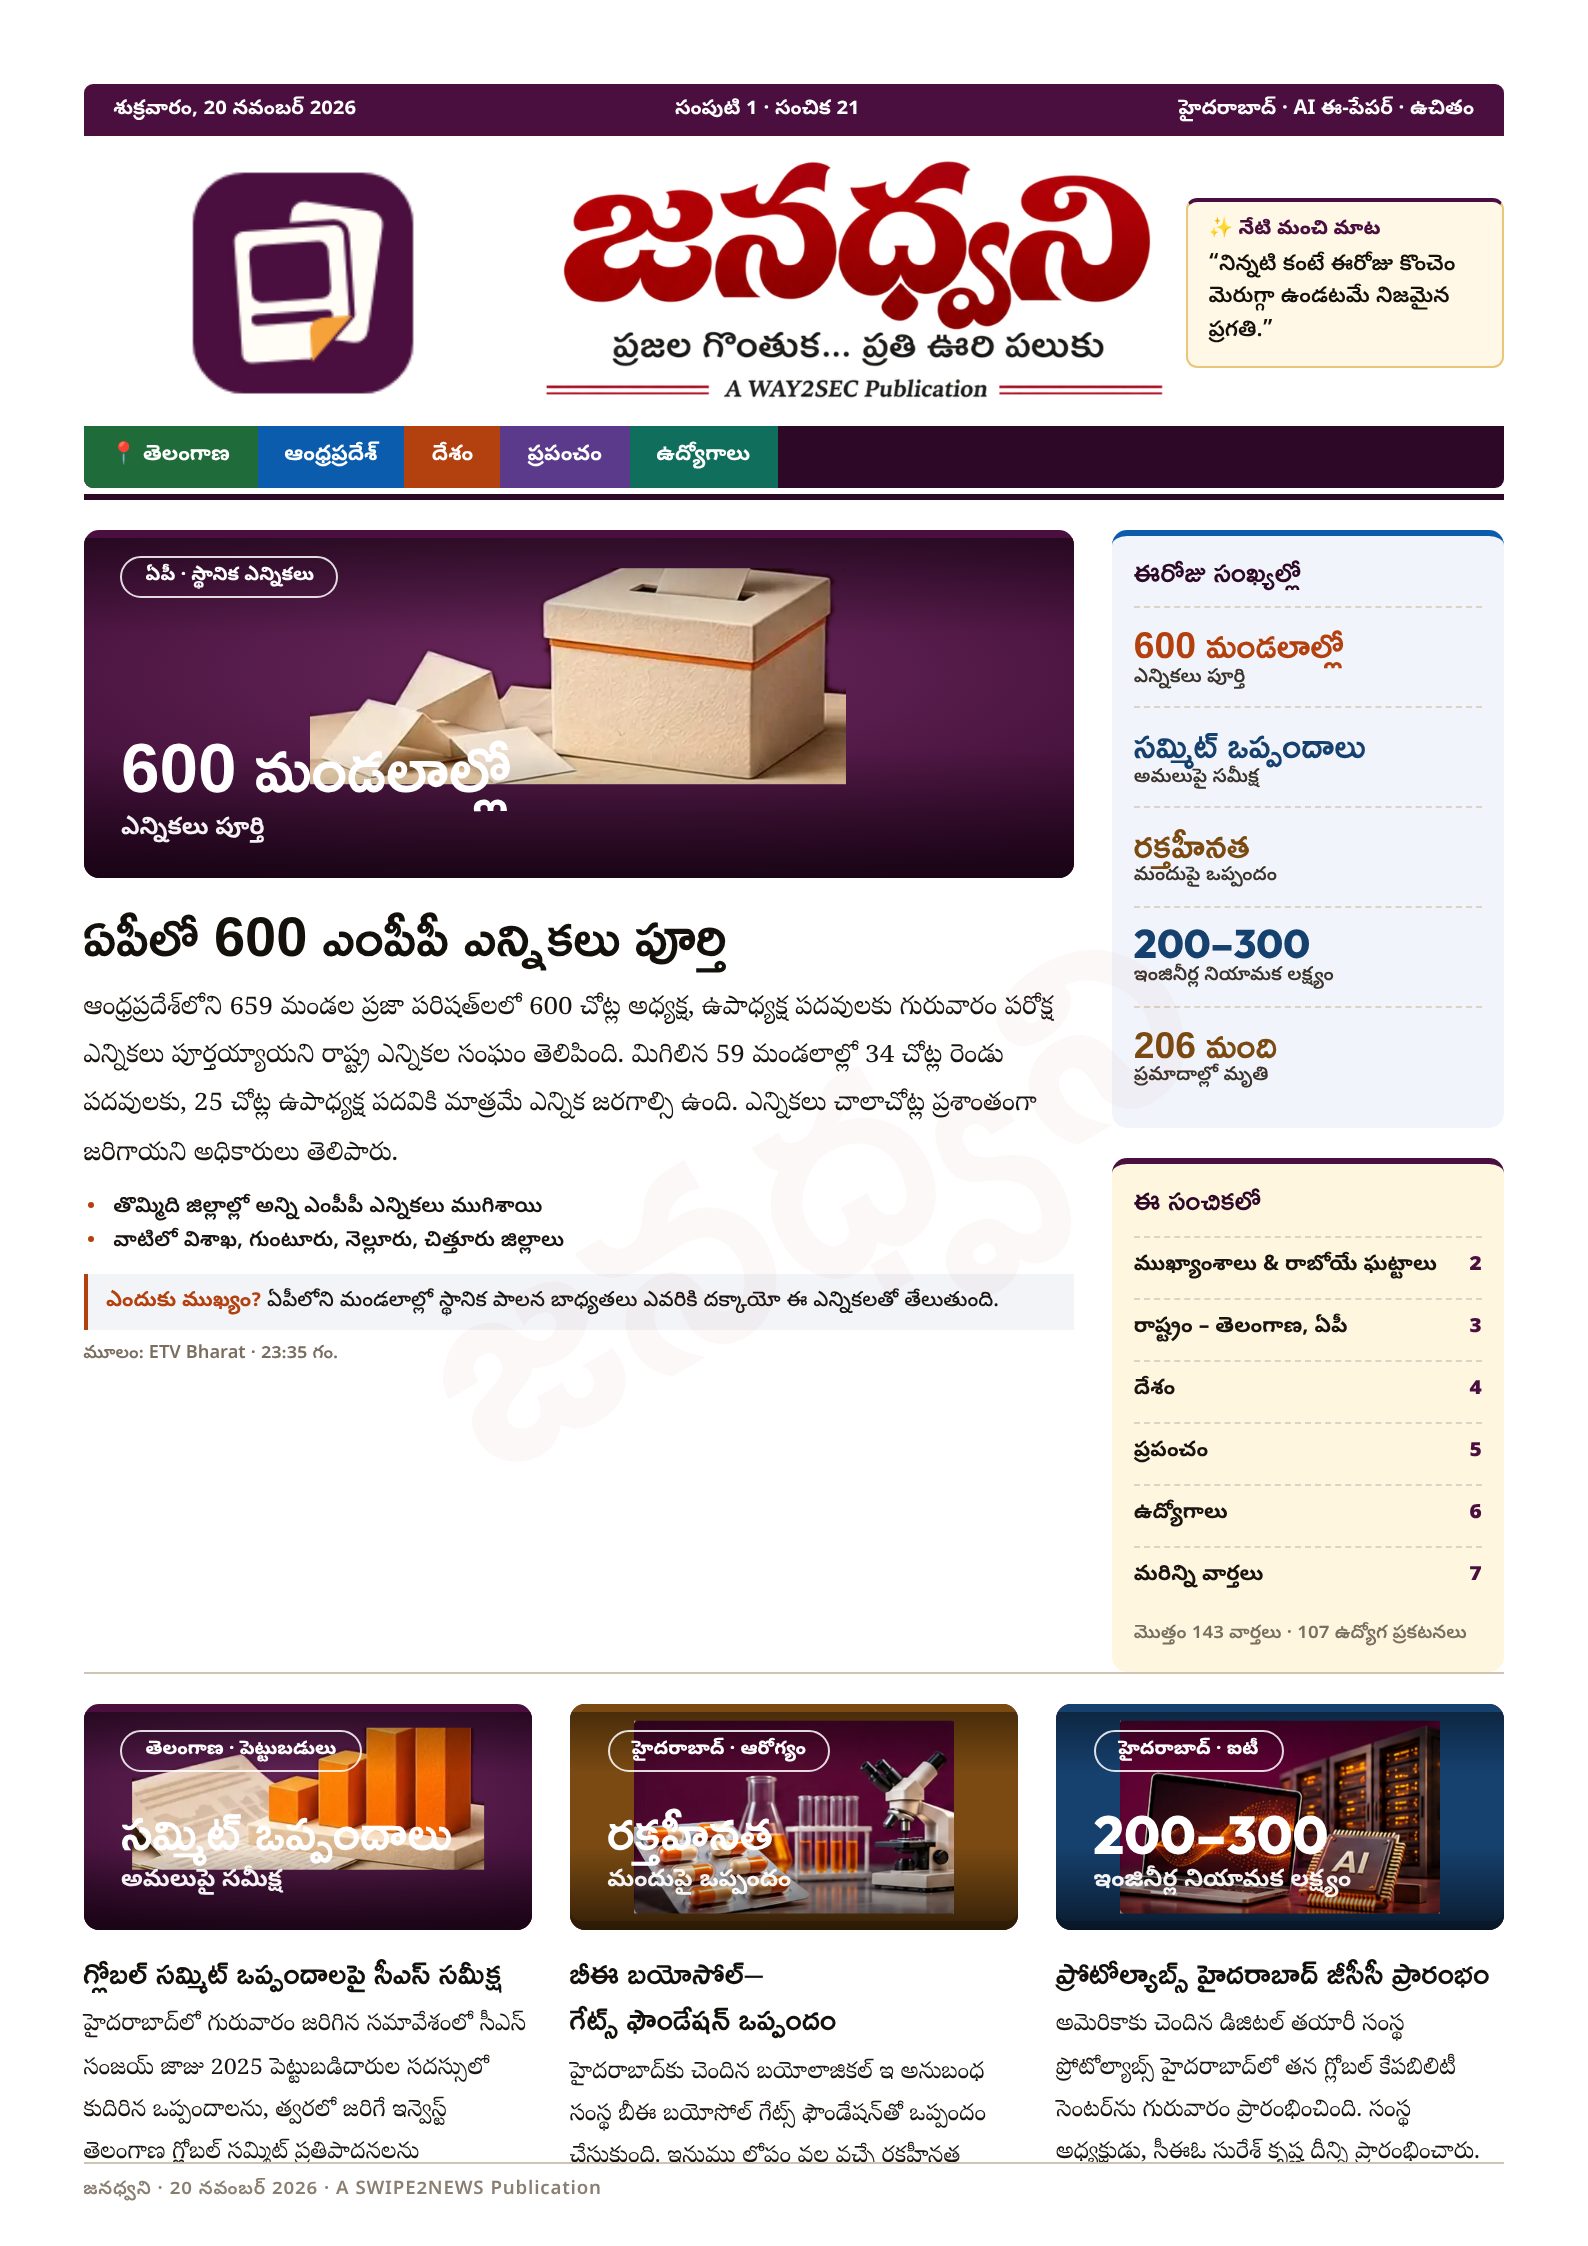 శుక్రవారం, 20 నవంబర్ 2026
సంపుటి 1 · సంచిక 21
హైదరాబాద్ · AI ఈ-పేపర్ · ఉచితం
జనధ్వని
ప్రజల గొంతుక... ప్రతి ఊరి పలుకు
A WAY2SEC Publication
✨ నేటి మంచి మాట
“నిన్నటి కంటే ఈరోజు కొంచెం
మెరుగ్గా ఉండటమే నిజమైన
ప్రగతి.”
📍 తెలంగాణ
ఆంధ్రప్రదేశ్
దేశం
ప్రపంచం
ఉద్యోగాలు
ఏపీ · స్థానిక ఎన్నికలు
600 మండలాల్లో
ఎన్నికలు పూర్తి
ఏపీలో 600 ఎంపీపీ ఎన్నికలు పూర్తి
ఆంధ్రప్రదేశ్‌లోని 659 మండల ప్రజా పరిషత్‌లలో 600 చోట్ల అధ్యక్ష, ఉపాధ్యక్ష పదవులకు గురువారం పరోక్ష
ఎన్నికలు పూర్తయ్యాయని రాష్ట్ర ఎన్నికల సంఘం తెలిపింది. మిగిలిన 59 మండలాల్లో 34 చోట్ల రెండు
పదవులకు, 25 చోట్ల ఉపాధ్యక్ష పదవికి మాత్రమే ఎన్నిక జరగాల్సి ఉంది. ఎన్నికలు చాలాచోట్ల ప్రశాంతంగా
జరిగాయని అధికారులు తెలిపారు.
• తొమ్మిది జిల్లాల్లో అన్ని ఎంపీపీ ఎన్నికలు ముగిశాయి
• వాటిలో విశాఖ, గుంటూరు, నెల్లూరు, చిత్తూరు జిల్లాలు
ఎందుకు ముఖ్యం? ఏపీలోని మండలాల్లో స్థానిక పాలన బాధ్యతలు ఎవరికి దక్కాయో ఈ ఎన్నికలతో తేలుతుంది.
మూలం: ETV Bharat · 23:35 గం.
జనధ్వని
ఈరోజు సంఖ్యల్లో
600 మండలాల్లో
ఎన్నికలు పూర్తి
సమ్మిట్ ఒప్పందాలు
అమలుపై సమీక్ష
రక్తహీనత
మందుపై ఒప్పందం
200–300
ఇంజినీర్ల నియామక లక్ష్యం
206 మంది
ప్రమాదాల్లో మృతి
ఈ సంచికలో
ముఖ్యాంశాలు & రాబోయే ఘట్టాలు 2
రాష్ట్రం – తెలంగాణ, ఏపీ 3
దేశం 4
ప్రపంచం 5
ఉద్యోగాలు 6
మరిన్ని వార్తలు 7
మొత్తం 143 వార్తలు · 107 ఉద్యోగ ప్రకటనలు
తెలంగాణ · పెట్టుబడులు
సమ్మిట్ ఒప్పందాలు
అమలుపై సమీక్ష
గ్లోబల్ సమ్మిట్ ఒప్పందాలపై సీఎస్ సమీక్ష
హైదరాబాద్‌లో గురువారం జరిగిన సమావేశంలో సీఎస్
సంజయ్ జాజు 2025 పెట్టుబడిదారుల సదస్సులో
కుదిరిన ఒప్పందాలను, త్వరలో జరిగే ఇన్వెస్ట్
తెలంగాణ గ్లోబల్ సమ్మిట్ ప్రతిపాదనలను
హైదరాబాద్ · ఆరోగ్యం
రక్తహీనత
మందుపై ఒప్పందం
బీఈ బయోసోల్–
గేట్స్ ఫౌండేషన్ ఒప్పందం
హైదరాబాద్‌కు చెందిన బయోలాజికల్ ఇ అనుబంధ
సంస్థ బీఈ బయోసోల్ గేట్స్ ఫౌండేషన్‌తో ఒప్పందం
చేసుకుంది. ఇనుము లోపం వల్ల వచ్చే రక్తహీనత
హైదరాబాద్ · ఐటీ
AI
200–300
ఇంజినీర్ల నియామక లక్ష్యం
ప్రోటోల్యాబ్స్ హైదరాబాద్ జీసీసీ ప్రారంభం
అమెరికాకు చెందిన డిజిటల్ తయారీ సంస్థ
ప్రోటోల్యాబ్స్ హైదరాబాద్‌లో తన గ్లోబల్ కేపబిలిటీ
సెంటర్‌ను గురువారం ప్రారంభించింది. సంస్థ
అధ్యక్షుడు, సీఈఓ సురేశ్ కృష్ణ దీన్ని ప్రారంభించారు.
జనధ్వని · 20 నవంబర్ 2026 · A SWIPE2NEWS Publication